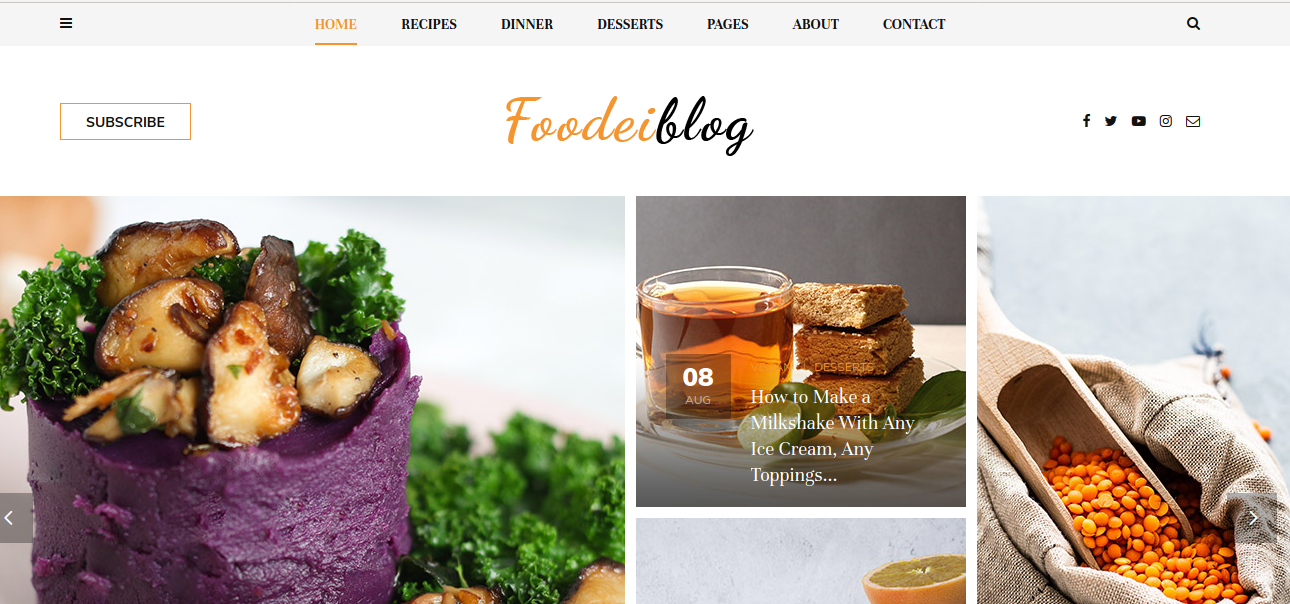 HOME RECIPES DINNER DESSERTS PAGES ABOUT CONTACT
SUBSCRIBE
Foodeiblog
08
AUG
DESSERTS
How to Make a
Milkshake With Any
Ice Cream, Any
Toppings...